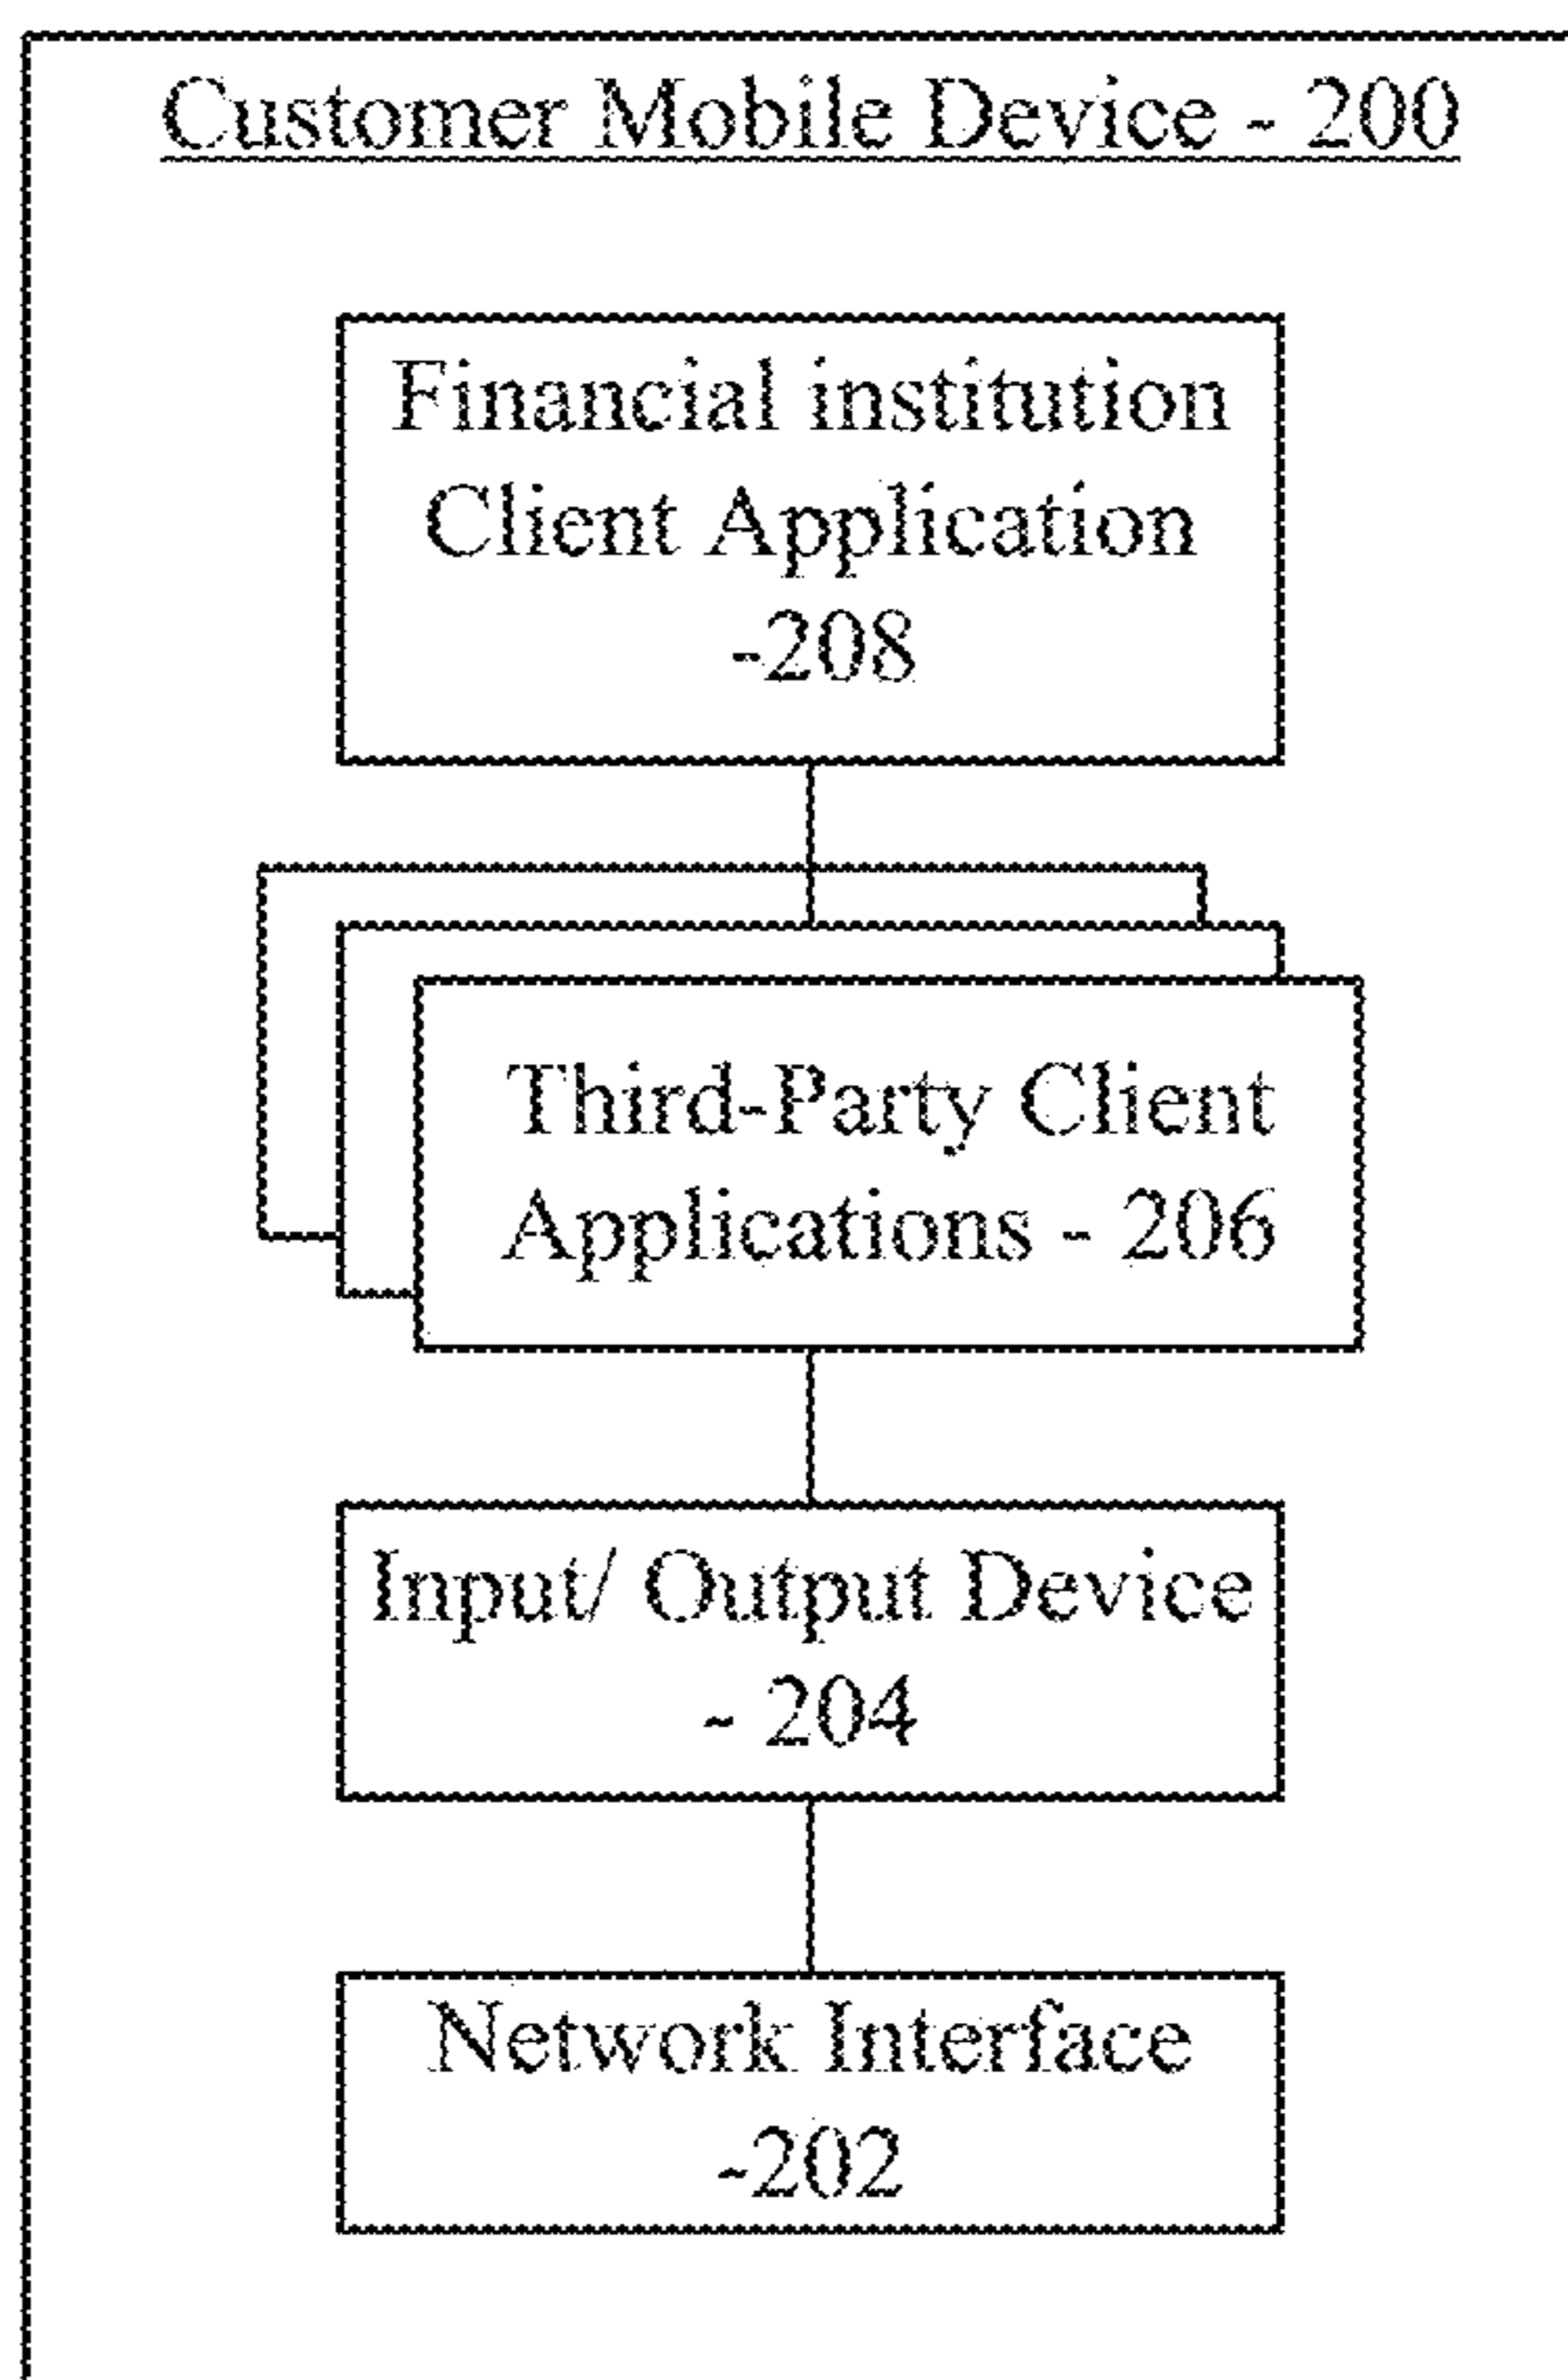 Customer Mobile Device - 200
Financial institution
Client Application
-208
Third-Party Client
Applications - 206
Input/ Output Device
- 204
Network Interface
-202